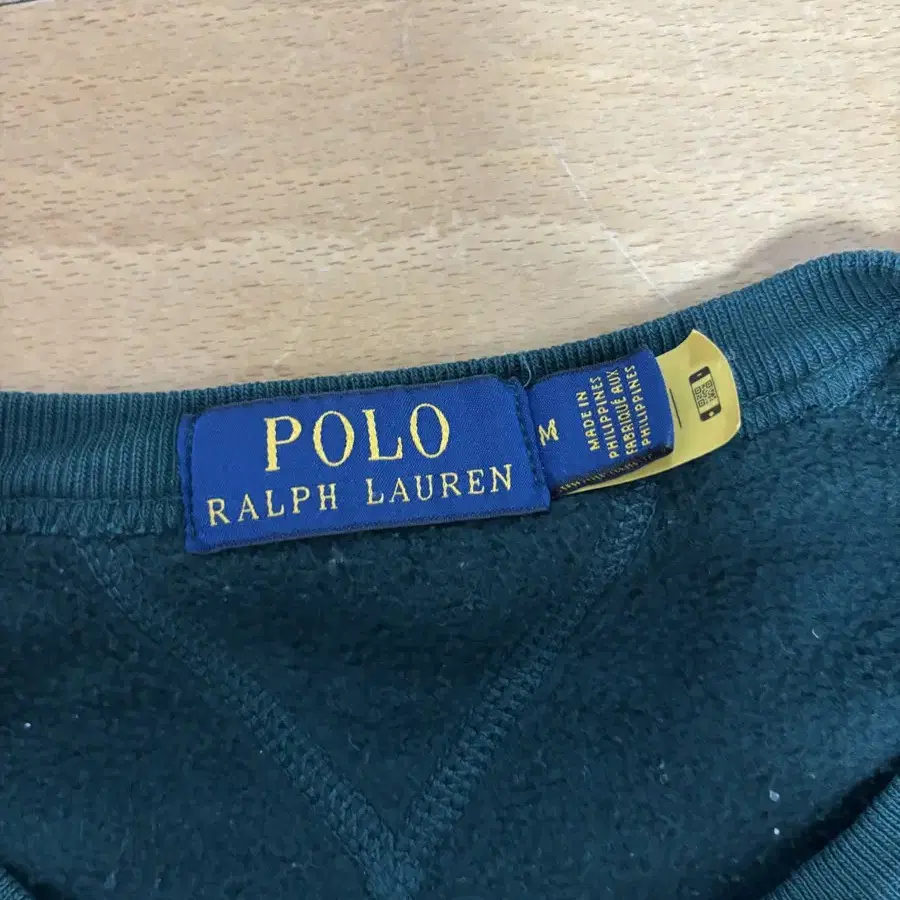 POLO
RALPH LAUREN
M
MADE IN
PHILIPPINES
FABRIQUÉ AUX
PHILIPPINES